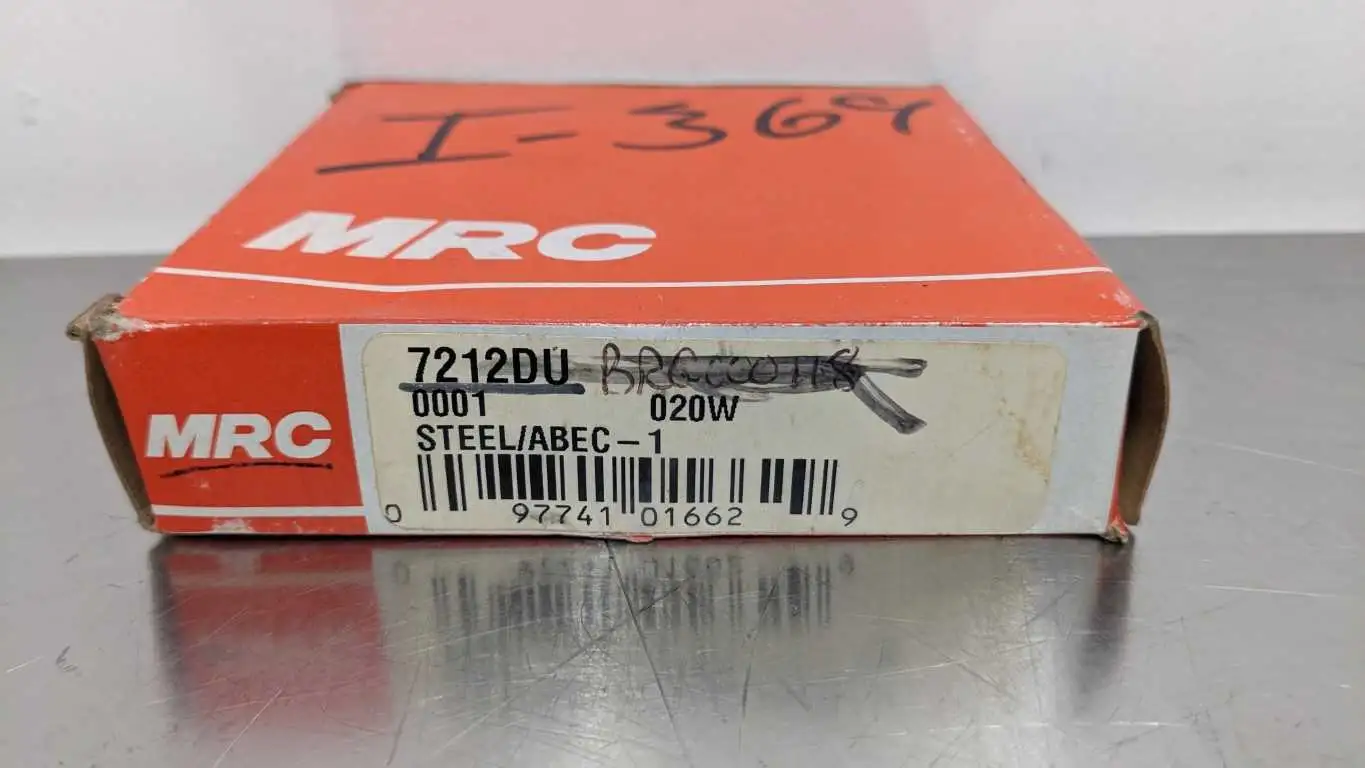 I-369
MRC
7212DU
0001 020W
MRC
STEEL/ABEC-1
0 97741 01662 9